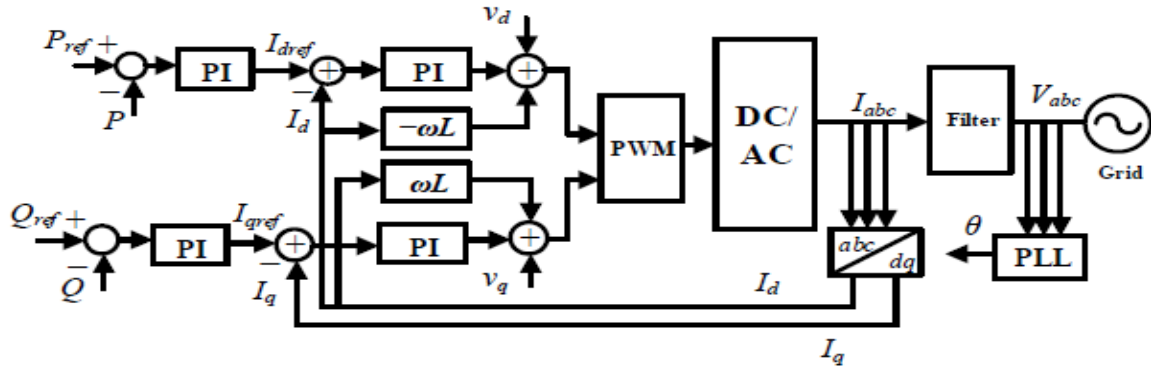 P_ref + − P
PI
I_dref
− I_d
PI
v_d
+
−ωL
+
ωL
Q_ref + − Q
PI
I_qref
+
− I_q
PI
+
v_q
PWM
DC/
AC
I_abc
Filter
V_abc
Grid
abc
dq
θ
PLL
I_d
I_q